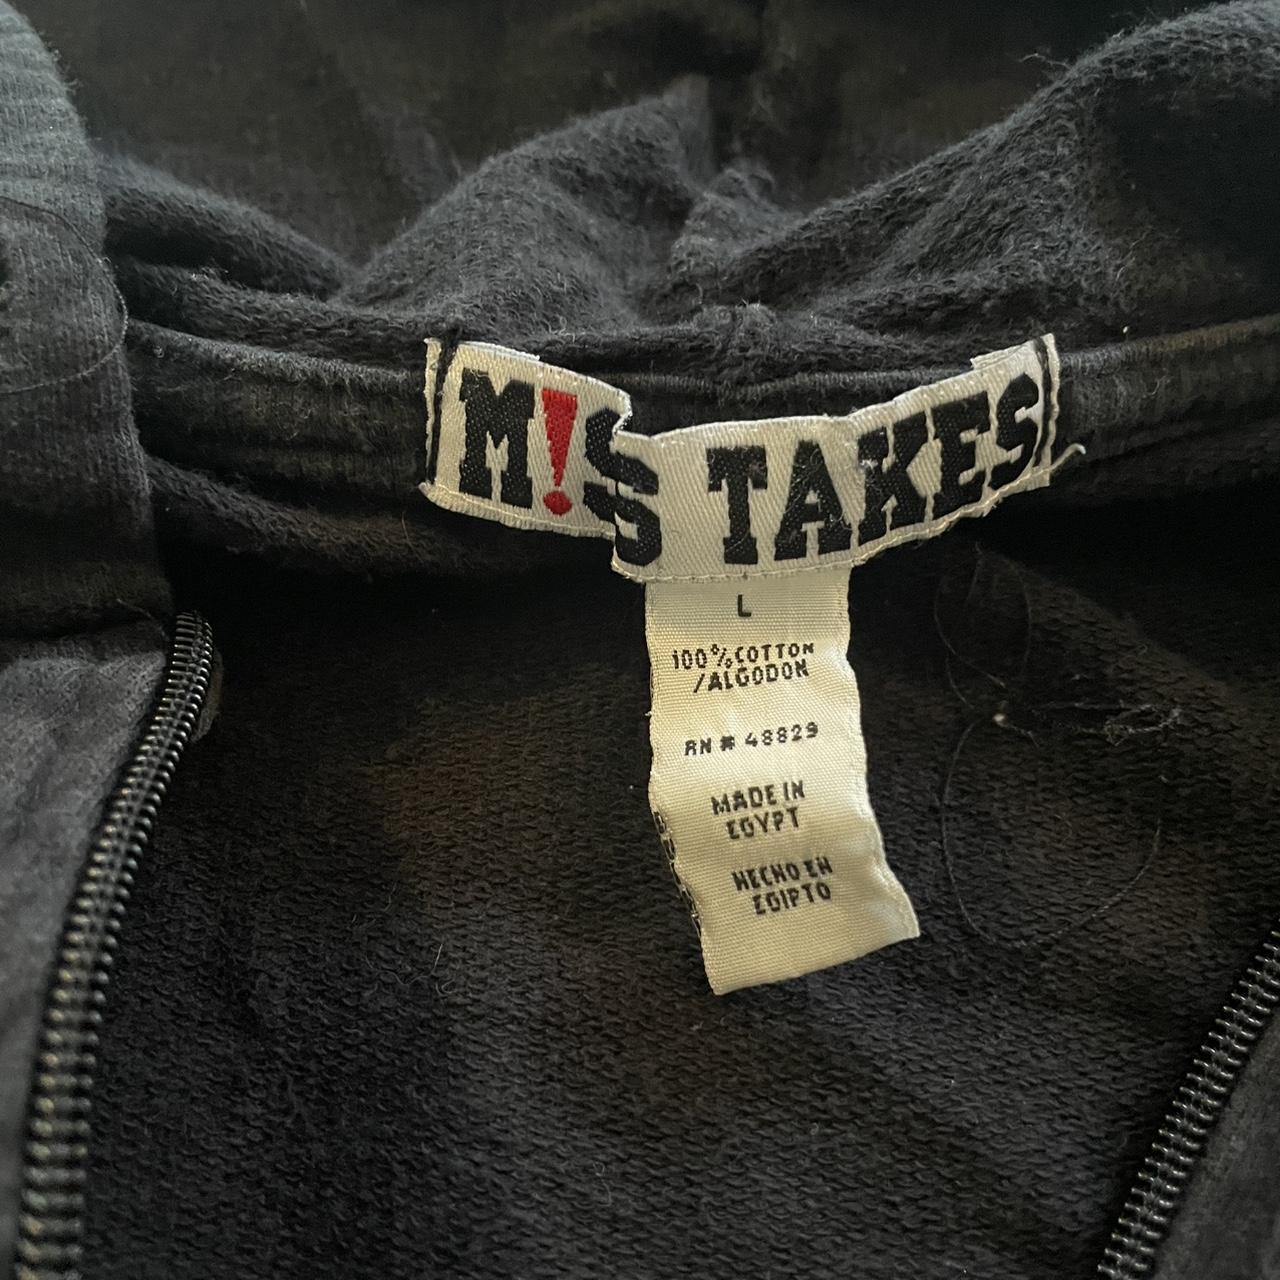 M!S TAKES
L
100% COTTON
/ALGODON
RN # 48829
MADE IN
EGYPT
HECHO EN
EGIPTO